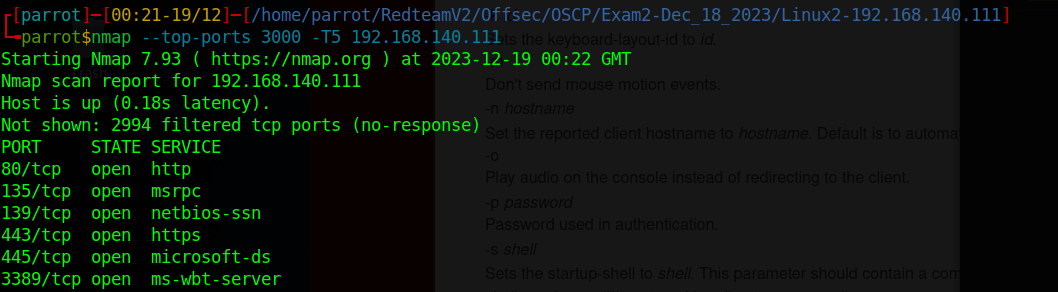 ┌─[parrot]─[00:21-19/12]─[/home/parrot/RedteamV2/Offsec/OSCP/Exam2-Dec_18_2023/Linux2-192.168.140.111]
└╼parrot$nmap --top-ports 3000 -T5 192.168.140.111
ts the keyboard-layout-id to id.
Starting Nmap 7.93 ( https://nmap.org ) at 2023-12-19 00:22 GMT
Nmap scan report for 192.168.140.111
Don't send mouse motion events.
Host is up (0.18s latency).
-n hostname
Not shown: 2994 filtered tcp ports (no-response)
Set the reported client hostname to hostname. Default is to automa
PORT     STATE SERVICE
-o
80/tcp   open  http
Play audio on the console instead of redirecting to the client.
135/tcp  open  msrpc
-p password
139/tcp  open  netbios-ssn
Password used in authentication.
443/tcp  open  https
-s shell
445/tcp  open  microsoft-ds
Sets the startup-shell to shell. This parameter should contain a com
3389/tcp open  ms-wbt-server